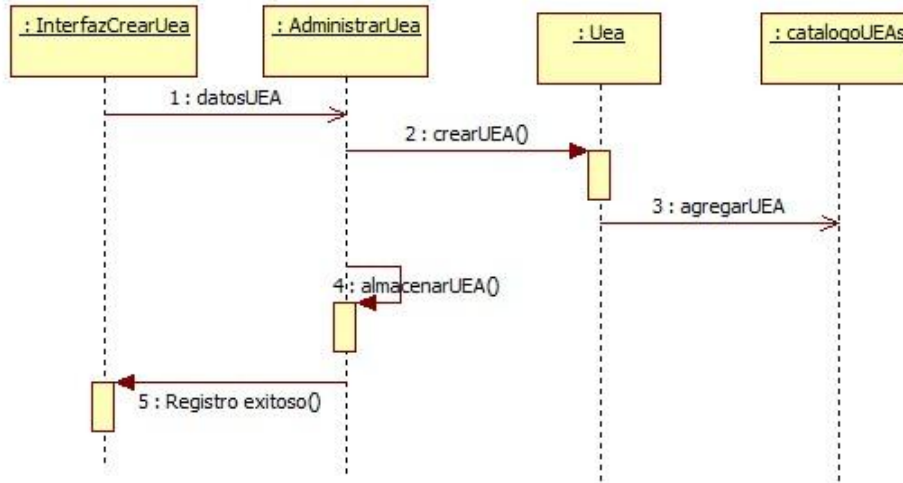 : InterfazCrearUea
: AdministrarUea
: Uea
: catalogoUEAs
1 : datosUEA
2 : crearUEA()
3 : agregarUEA
4 : almacenarUEA()
5 : Registro exitoso()